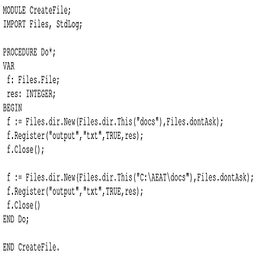 MODULE CreateFile;
IMPORT Files, StdLog;

PROCEDURE Do*;
VAR
 f: Files.File;
 res: INTEGER;
BEGIN
 f := Files.dir.New(Files.dir.This("docs"),Files.dontAsk);
 f.Register("output","txt",TRUE,res);
 f.Close();

 f := Files.dir.New(Files.dir.This("C:\AEAT\docs"),Files.dontAsk);
 f.Register("output","txt",TRUE,res);
 f.Close()
END Do;

END CreateFile.